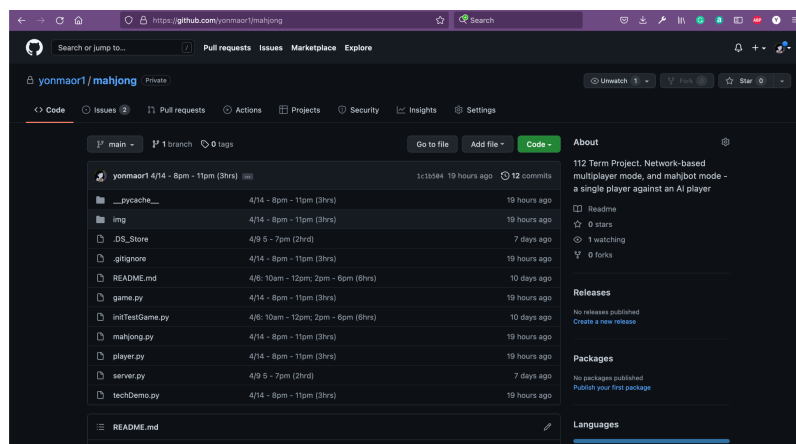 https://github.com/yonmaor1/mahjong
Search
Search or jump to...
/
Pull requests Issues Marketplace Explore
yonmaor1 / mahjong Private
Unwatch 1
Fork 0
Star 0
Code
Issues 2
Pull requests
Actions
Projects
Security
Insights
Settings
main
1 branch
0 tags
Go to file
Add file
Code
yonmaor1 4/14 - 8pm - 11pm (3hrs) ...
1c1b504 19 hours ago
12 commits
__pycache__ 4/14 - 8pm - 11pm (3hrs) 19 hours ago
img 4/14 - 8pm - 11pm (3hrs) 19 hours ago
.DS_Store 4/9 5 - 7pm (2hrd) 7 days ago
.gitignore 4/14 - 8pm - 11pm (3hrs) 19 hours ago
README.md 4/6: 10am - 12pm; 2pm - 6pm (6hrs) 10 days ago
game.py 4/14 - 8pm - 11pm (3hrs) 19 hours ago
initTestGame.py 4/6: 10am - 12pm; 2pm - 6pm (6hrs) 10 days ago
mahjong.py 4/14 - 8pm - 11pm (3hrs) 19 hours ago
player.py 4/14 - 8pm - 11pm (3hrs) 19 hours ago
server.py 4/9 5 - 7pm (2hrd) 7 days ago
techDemo.py 4/14 - 8pm - 11pm (3hrs) 19 hours ago
README.md
About
112 Term Project. Network-based
multiplayer mode, and mahjbot mode -
a single player against an AI player
Readme
0 stars
1 watching
0 forks
Releases
No releases published
Create a new release
Packages
No packages published
Publish your first package
Languages